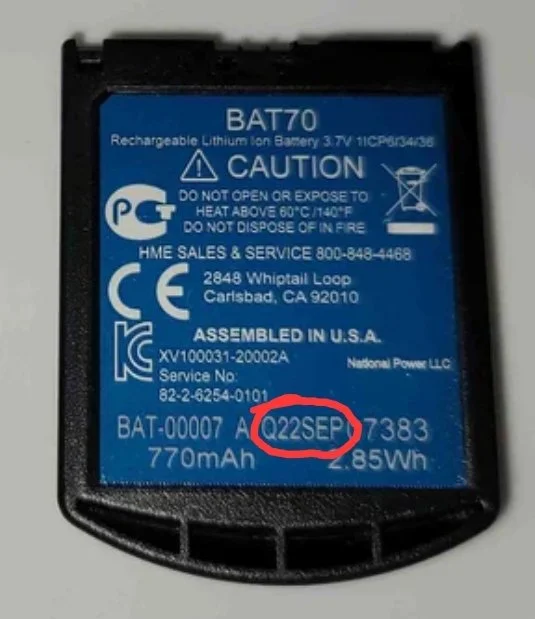 BAT70
Rechargeable Lithium Ion Battery 3.7V 1ICP6/34/36
CAUTION
DO NOT OPEN OR EXPOSE TO
HEAT ABOVE 60°C /140°F
DO NOT DISPOSE OF IN FIRE
HME SALES & SERVICE 800-848-4468
2848 Whiptail Loop
Carlsbad, CA 92010
ASSEMBLED IN U.S.A.
XV100031-20002A
National Power LLC
Service No:
82-2-6254-0101
BAT-00007 Q22SEP 7383
770mAh 2.85Wh